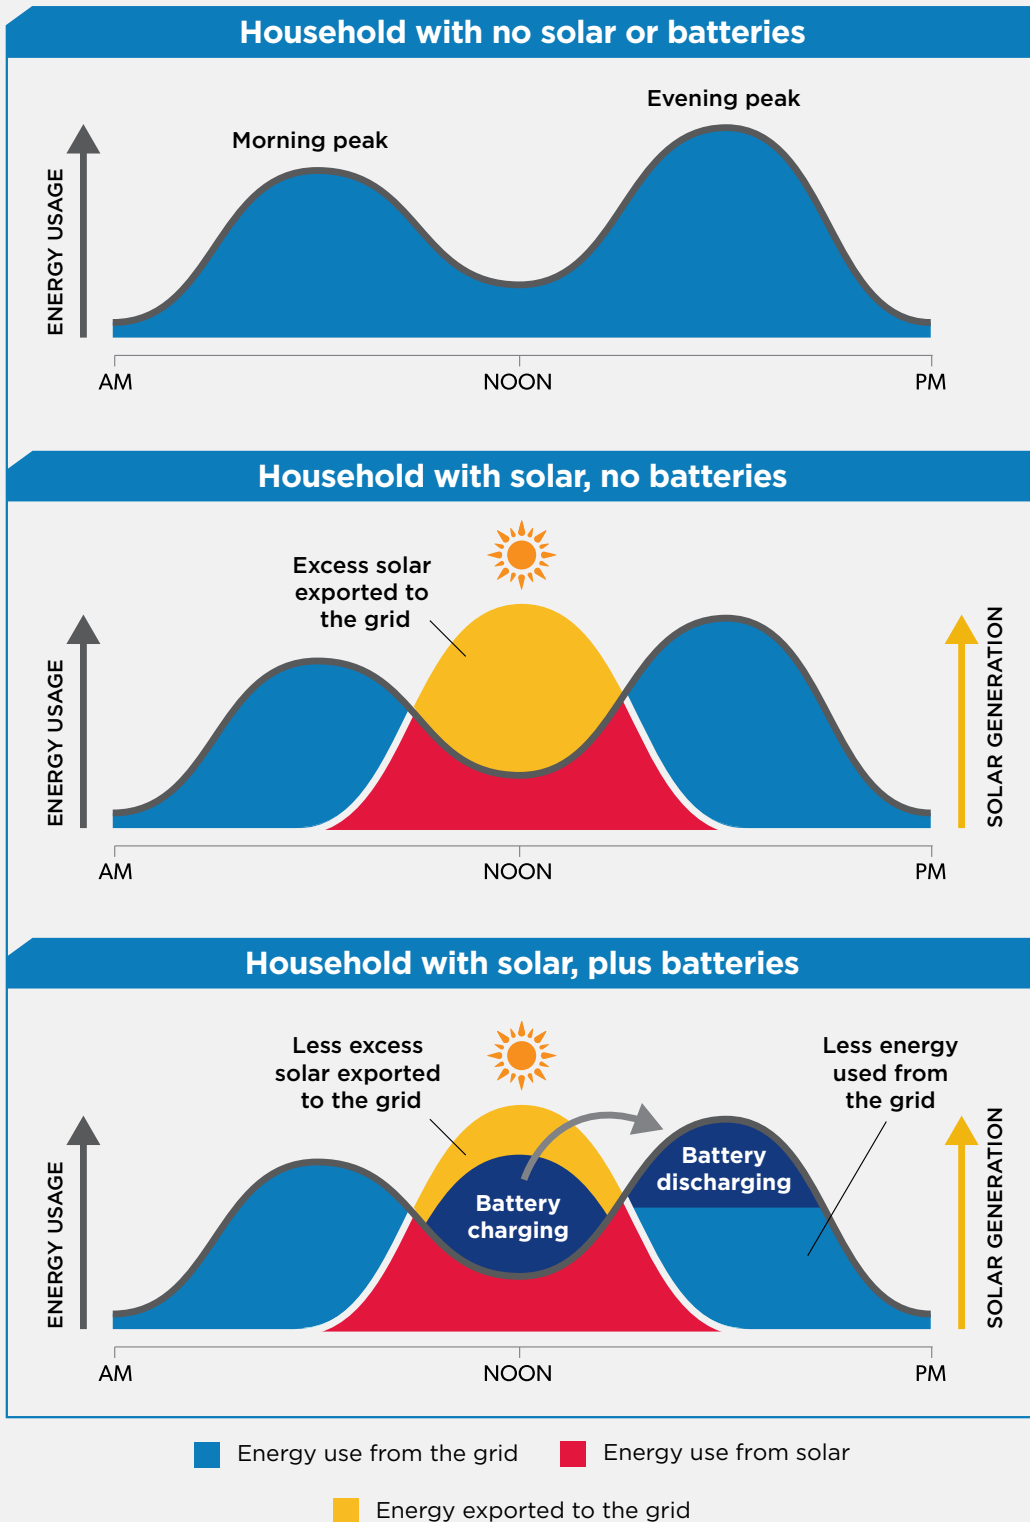 Household with no solar or batteries
Evening peak
Morning peak
ENERGY USAGE
AM
NOON
PM
Household with solar, no batteries
Excess solar
exported to
the grid
ENERGY USAGE
SOLAR GENERATION
AM
NOON
PM
Household with solar, plus batteries
Less excess
solar exported
to the grid
Less energy
used from
the grid
Battery
charging
Battery
discharging
ENERGY USAGE
SOLAR GENERATION
AM
NOON
PM
Energy use from the grid
Energy use from solar
Energy exported to the grid